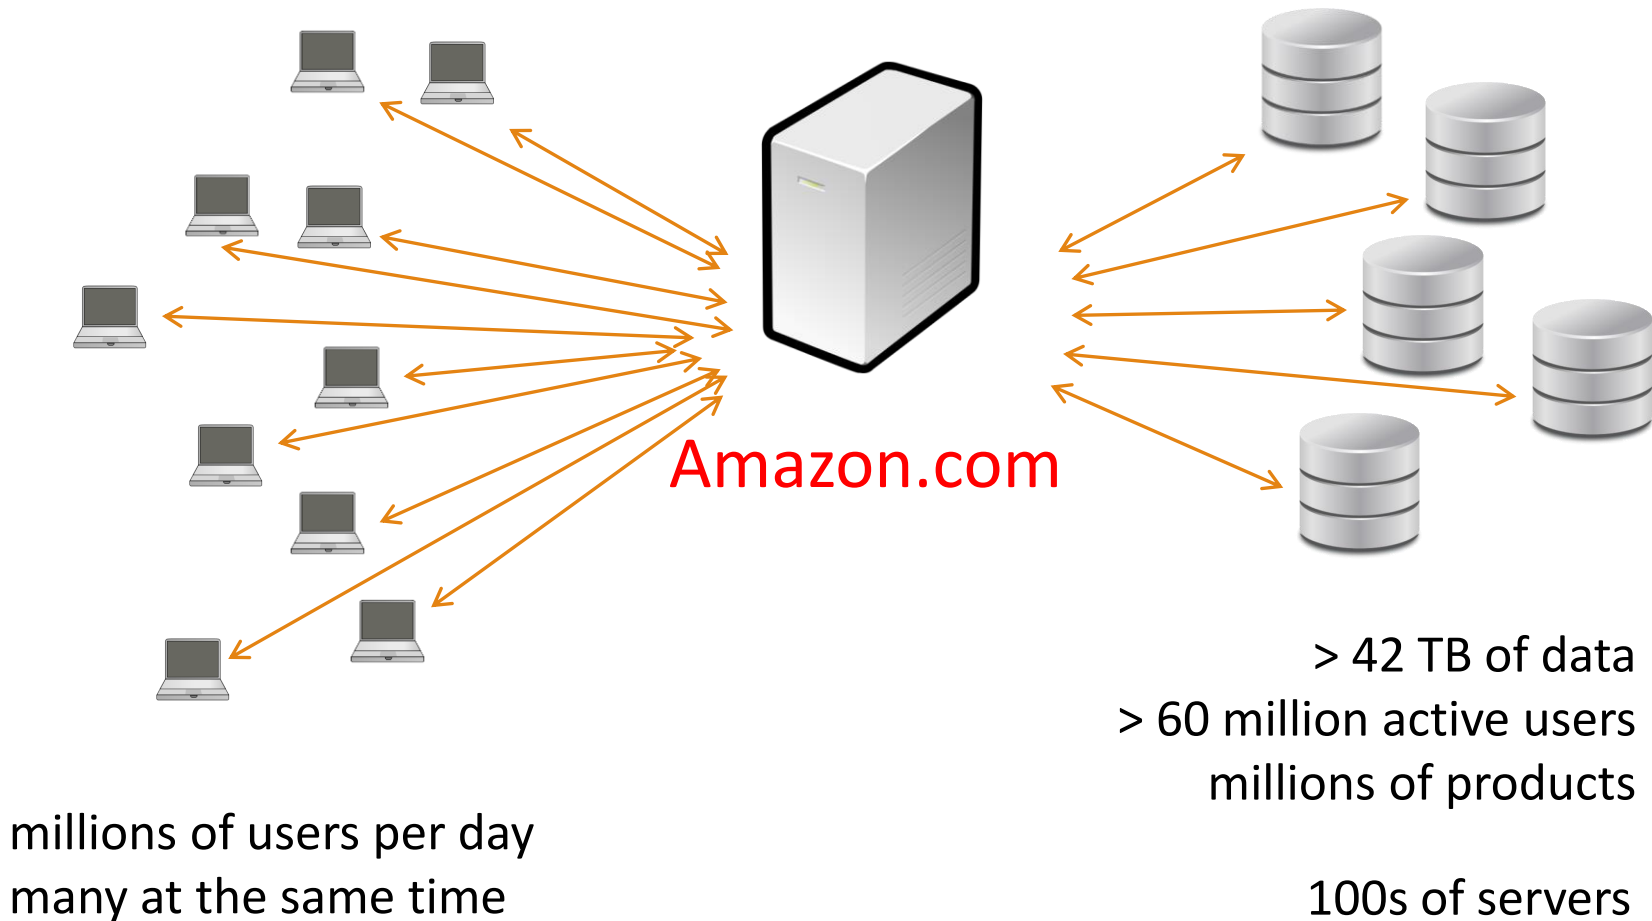 Amazon.com
> 42 TB of data
> 60 million active users
millions of products
millions of users per day
many at the same time
100s of servers